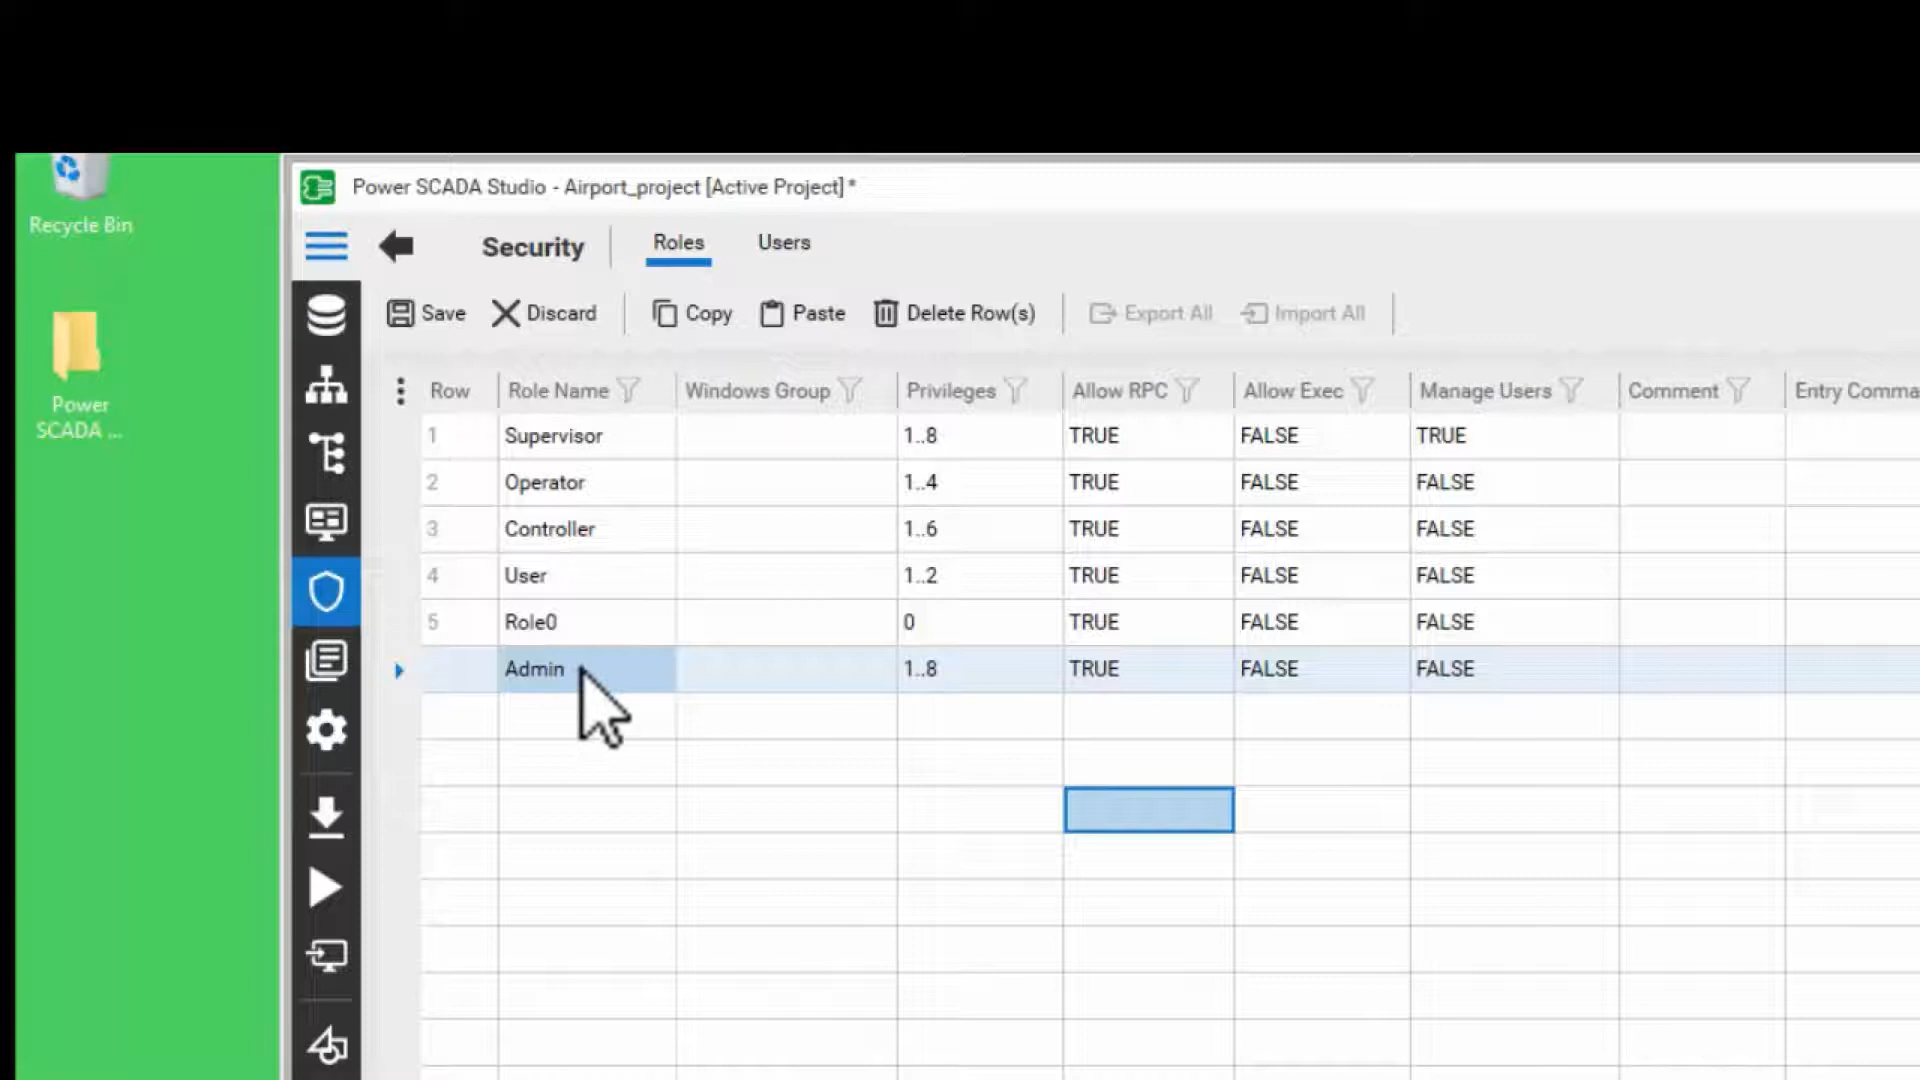 Recycle Bin
Power
SCADA ...
Power SCADA Studio - Airport_project [Active Project] *
Security
Roles
Users
Save
Discard
Copy
Paste
Delete Row(s)
Export All
Import All
Row Role Name Windows Group Privileges Allow RPC Allow Exec Manage Users Comment Entry Comma
1 Supervisor 1..8 TRUE FALSE TRUE
2 Operator 1..4 TRUE FALSE FALSE
3 Controller 1..6 TRUE FALSE FALSE
4 User 1..2 TRUE FALSE FALSE
5 Role0 0 TRUE FALSE FALSE
Admin 1..8 TRUE FALSE FALSE